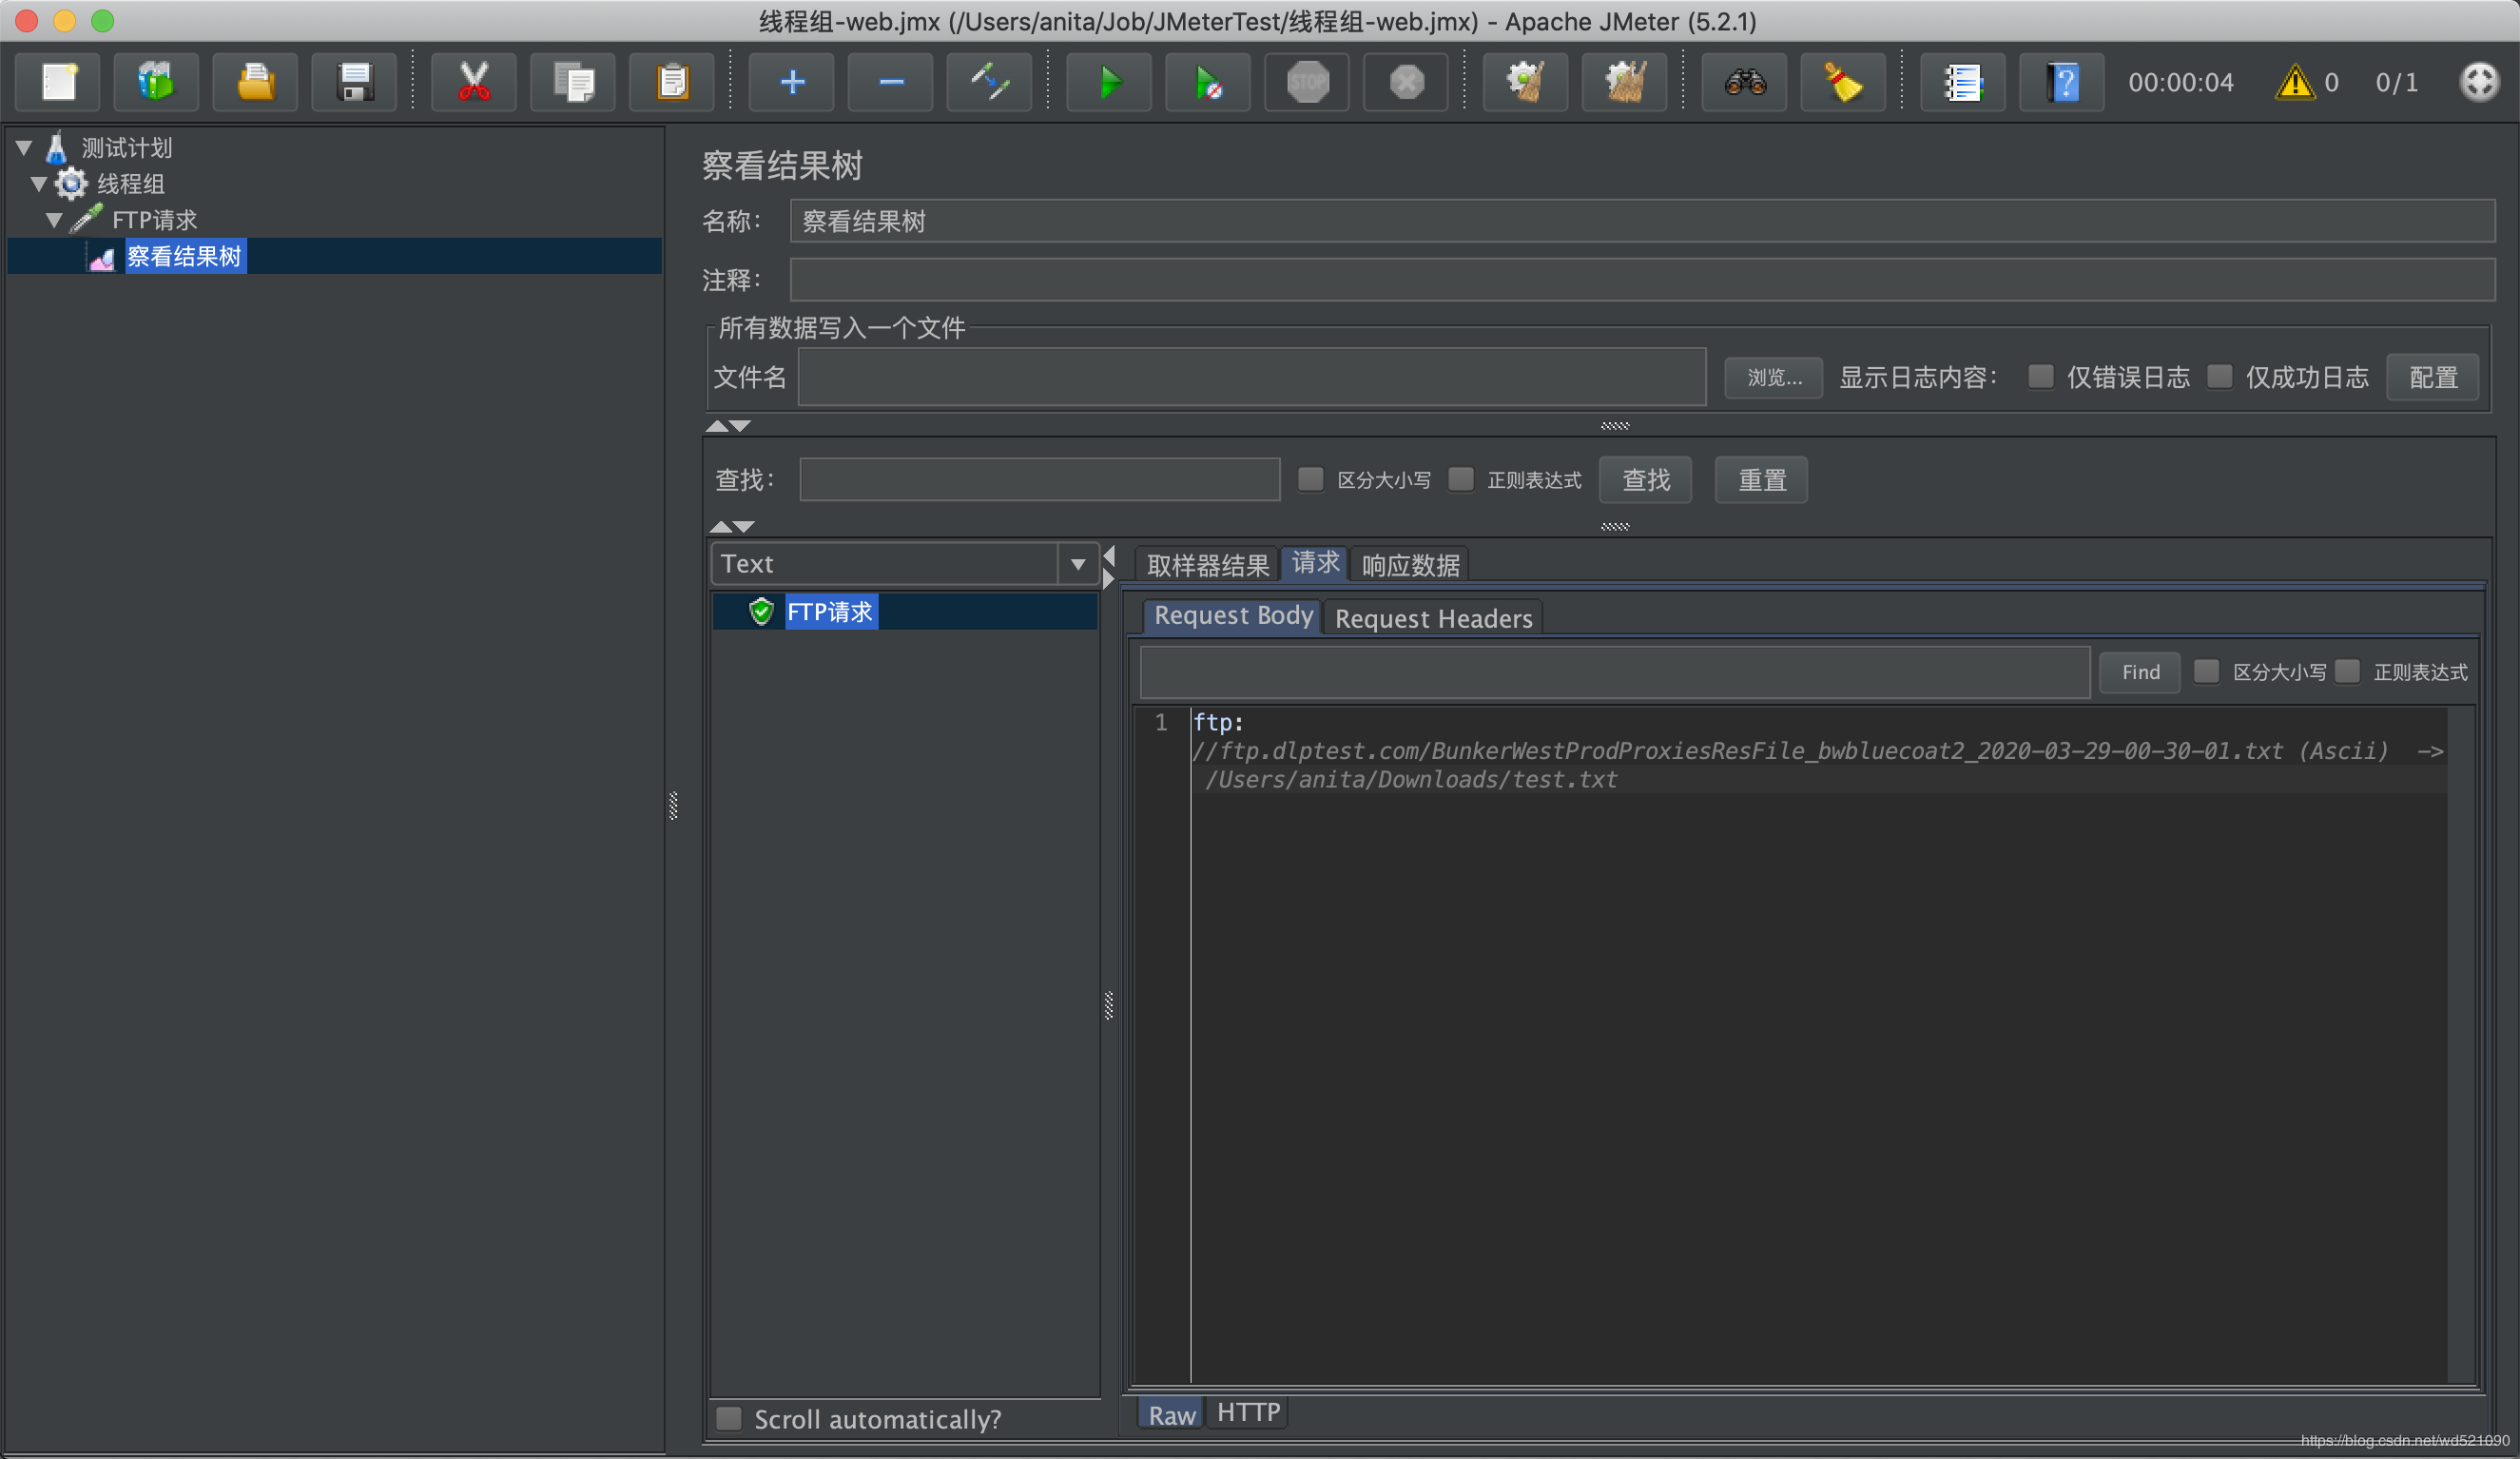 线程组-web.jmx (/Users/anita/Job/JMeterTest/线程组-web.jmx) - Apache JMeter (5.2.1)
STOP
00:00:04
0
0/1
测试计划
线程组
FTP请求
察看结果树
察看结果树
名称：
察看结果树
注释：
所有数据写入一个文件
文件名
浏览...
显示日志内容：
仅错误日志
仅成功日志
配置
查找：
区分大小写
正则表达式
查找
重置
Text
FTP请求
Scroll automatically?
取样器结果
请求
响应数据
Request Body
Request Headers
Find
区分大小写
正则表达式
1
ftp:
//ftp.dlptest.com/BunkerWestProdProxiesResFile_bwbluecoat2_2020-03-29-00-30-01.txt (Ascii)  ->
/Users/anita/Downloads/test.txt
Raw
HTTP
https://blog.csdn.net/wd521090